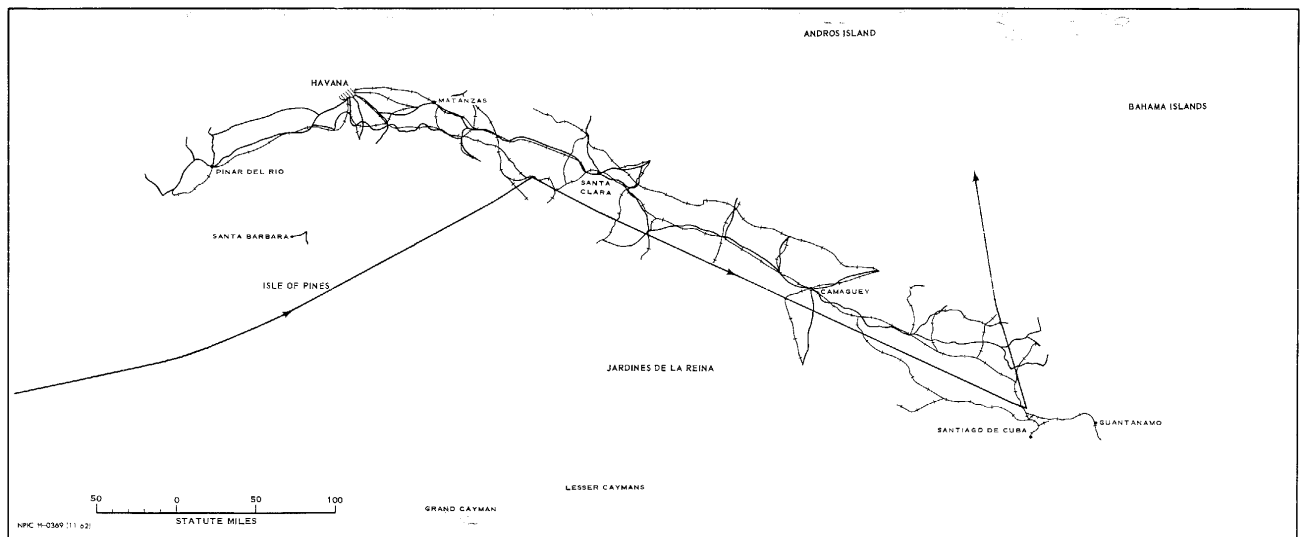 ANDROS ISLAND
HAVANA
MATANZAS
BAHAMA ISLANDS
PINAR DEL RIO
SANTA
CLARA
SANTA BARBARA
ISLE OF PINES
CAMAGUEY
JARDINES DE LA REINA
GUANTANAMO
SANTIAGO DE CUBA
LESSER CAYMANS
50 0 50 100
GRAND CAYMAN
STATUTE MILES
NPIC M-0369 (11 62)